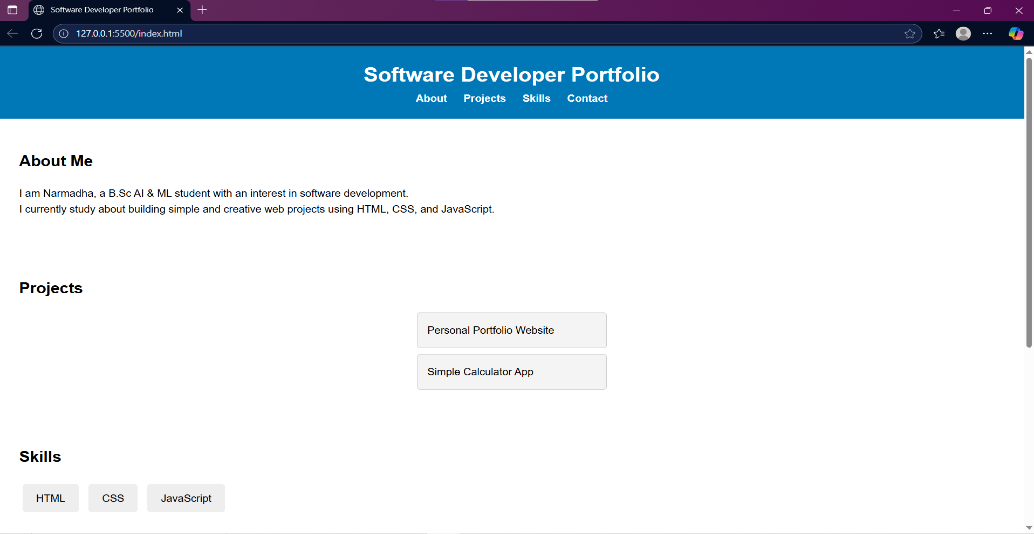 Software Developer Portfolio
127.0.0.1:5500/index.html
Software Developer Portfolio
About Projects Skills Contact
About Me
I am Narmadha, a B.Sc AI & ML student with an interest in software development.
I currently study about building simple and creative web projects using HTML, CSS, and JavaScript.
Projects
Personal Portfolio Website
Simple Calculator App
Skills
HTML CSS JavaScript